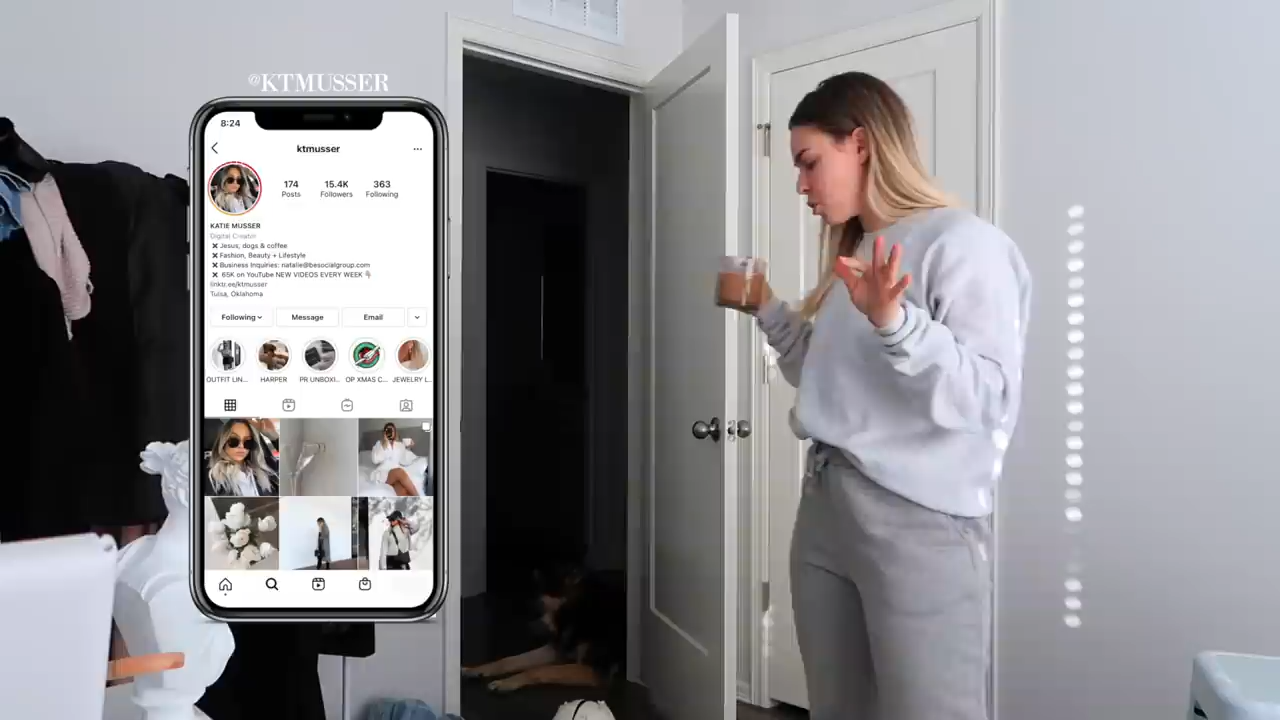 @KTMUSSER
8:24
ktmusser
174 15.4K 363
Posts Followers Following
KATIE MUSSER
Digital Creator
✕ Jesus, dogs & coffee
✕ Fashion, Beauty + Lifestyle
✕ Business Inquiries: natalie@besocialgroup.com
✕ 65K on YouTube NEW VIDEOS EVERY WEEK 👇🏼
linktr.ee/ktmusser
Tulsa, Oklahoma
Following Message Email
OUTFIT LIN... HARPER PR UNBOXI... OP XMAS C... JEWELRY L...